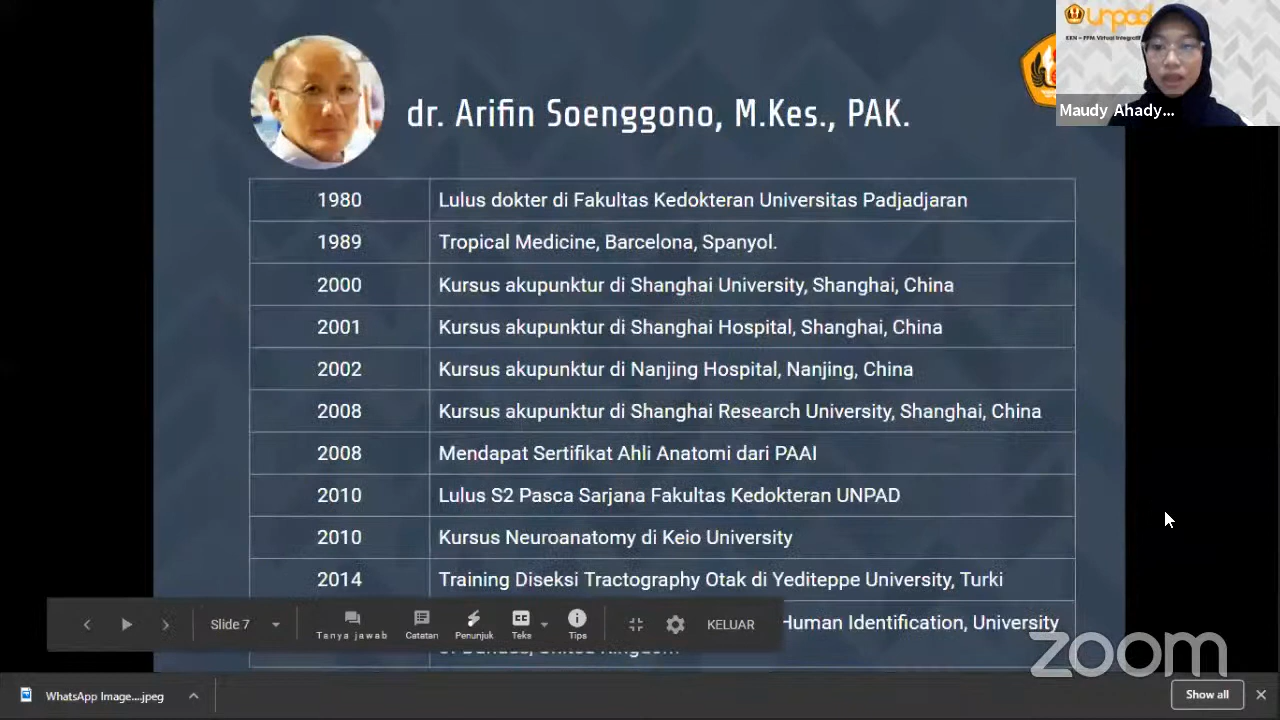 unpad
KKN – PPM Virtual Integratif
Maudy Ahady...
dr. Arifin Soenggono, M.Kes., PAK.
1980 Lulus dokter di Fakultas Kedokteran Universitas Padjadjaran
1989 Tropical Medicine, Barcelona, Spanyol.
2000 Kursus akupunktur di Shanghai University, Shanghai, China
2001 Kursus akupunktur di Shanghai Hospital, Shanghai, China
2002 Kursus akupunktur di Nanjing Hospital, Nanjing, China
2008 Kursus akupunktur di Shanghai Research University, Shanghai, China
2008 Mendapat Sertifikat Ahli Anatomi dari PAAI
2010 Lulus S2 Pasca Sarjana Fakultas Kedokteran UNPAD
2010 Kursus Neuroanatomy di Keio University
2014 Training Diseksi Tractography Otak di Yediteppe University, Turki
Human Identification, University
Slide 7 Tanya jawab Catatan Penunjuk Teks Tips KELUAR
zoom
WhatsApp Image....jpeg Show all